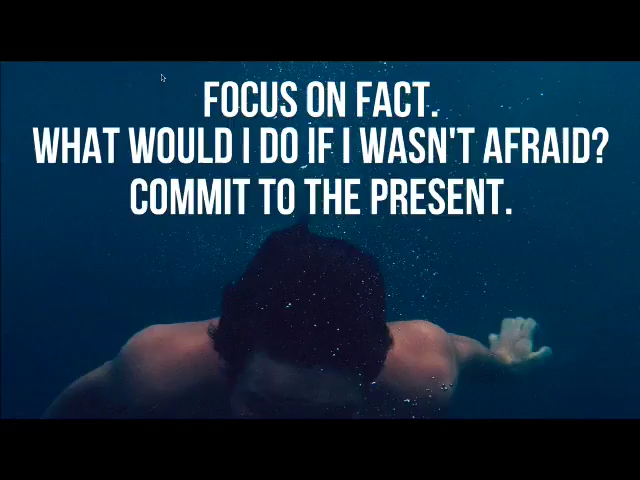 FOCUS ON FACT.
WHAT WOULD I DO IF I WASN'T AFRAID?
COMMIT TO THE PRESENT.